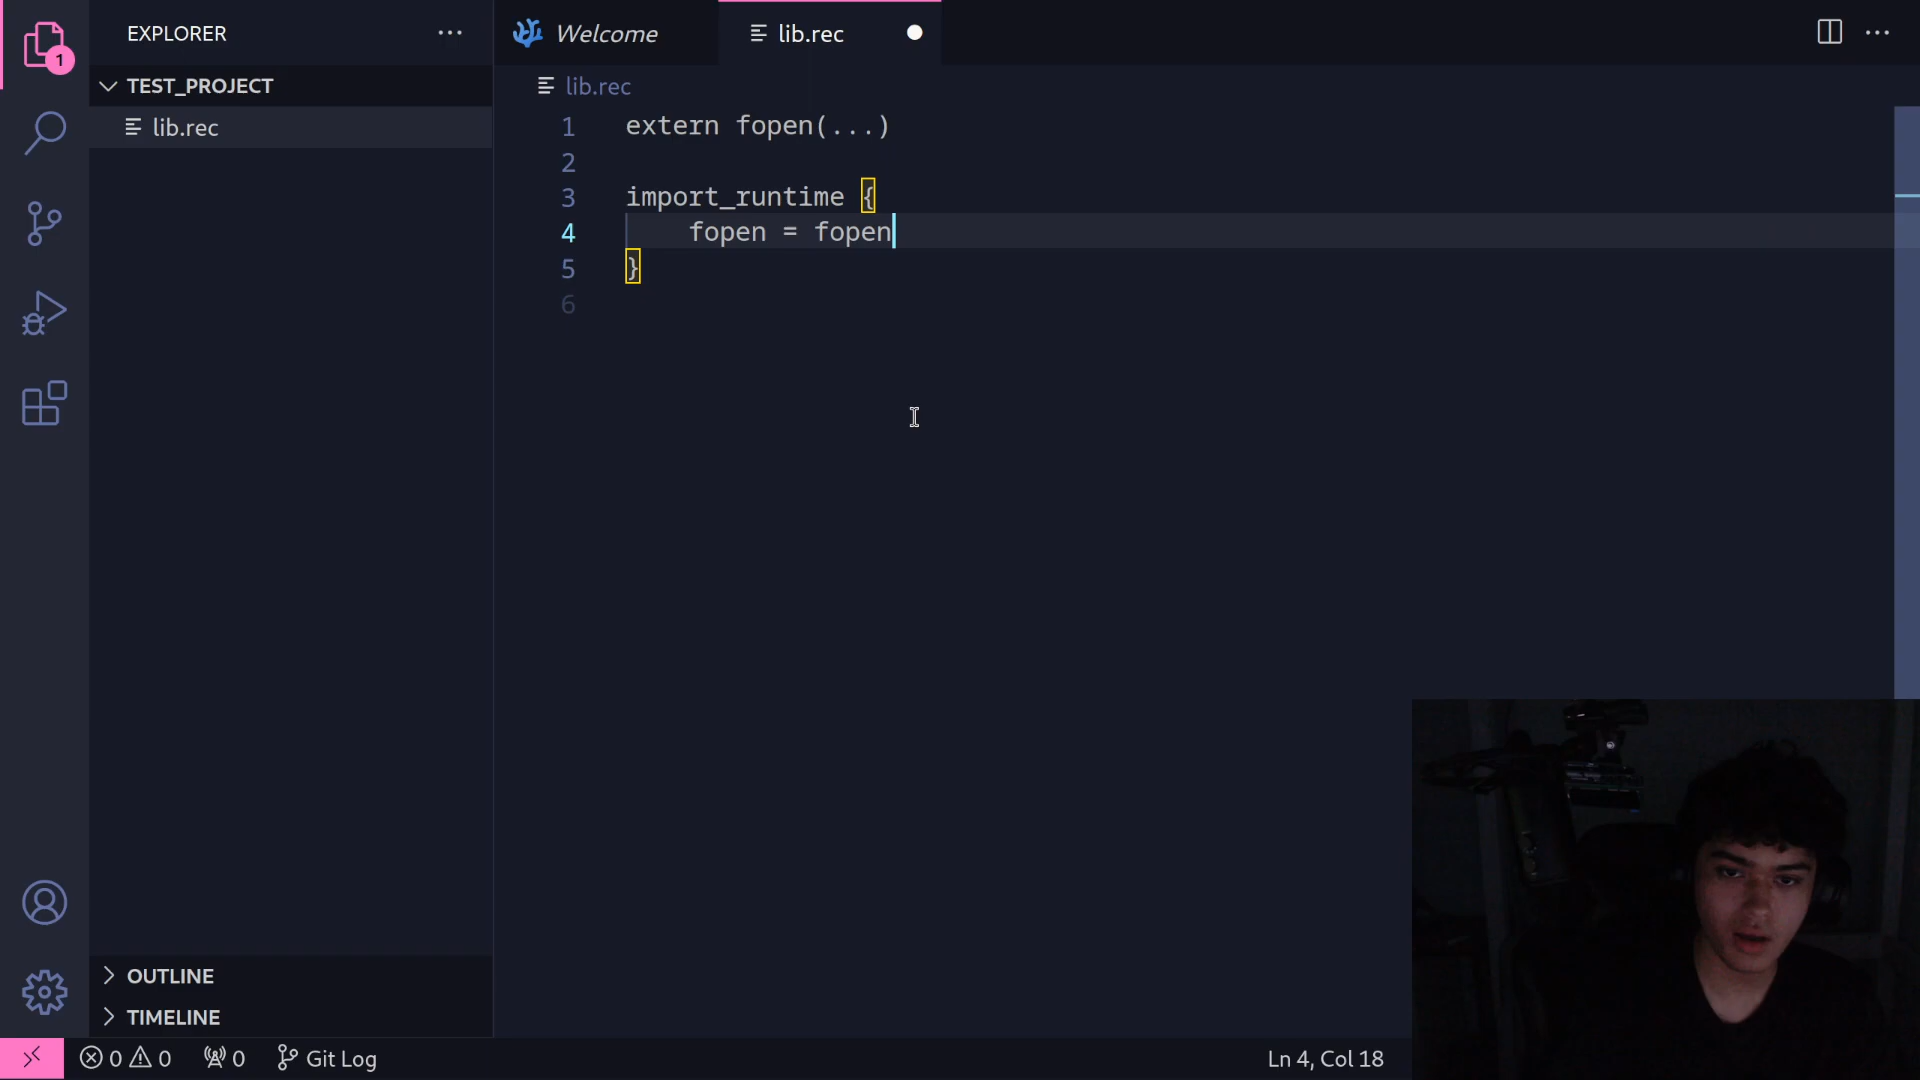 EXPLORER
Welcome
lib.rec
1
TEST_PROJECT
lib.rec
lib.rec
1 extern fopen(...)
2
3 import_runtime {
4 fopen = fopen
5 }
6
OUTLINE
TIMELINE
0 0 0 Git Log
Ln 4, Col 18